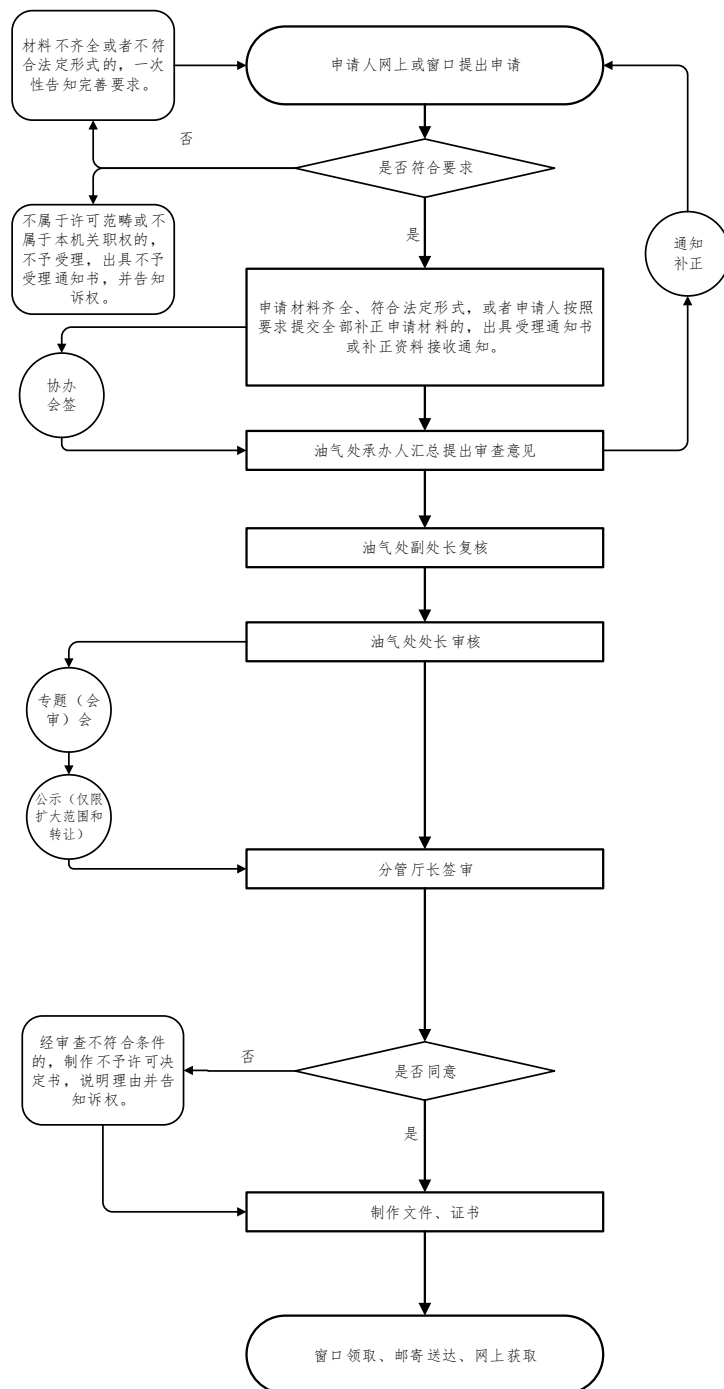 材料不齐全或者不符
合法定形式的，一次
性告知完善要求。
申请人网上或窗口提出申请
否
是否符合要求
不属于许可范畴或不
属于本机关职权的，
不予受理，出具不予
受理通知书，并告知
诉权。
是
通知
补正
申请材料齐全、符合法定形式，或者申请人按照
要求提交全部补正申请材料的，出具受理通知书
或补正资料接收通知。
协办
会签
油气处承办人汇总提出审查意见
油气处副处长复核
油气处处长审核
专题（会
审）会
公示（仅限
扩大范围和
转让）
分管厅长签审
经审查不符合条件
的，制作不予许可决
定书，说明理由并告
知诉权。
否
是否同意
是
制作文件、证书
窗口领取、邮寄送达、网上获取